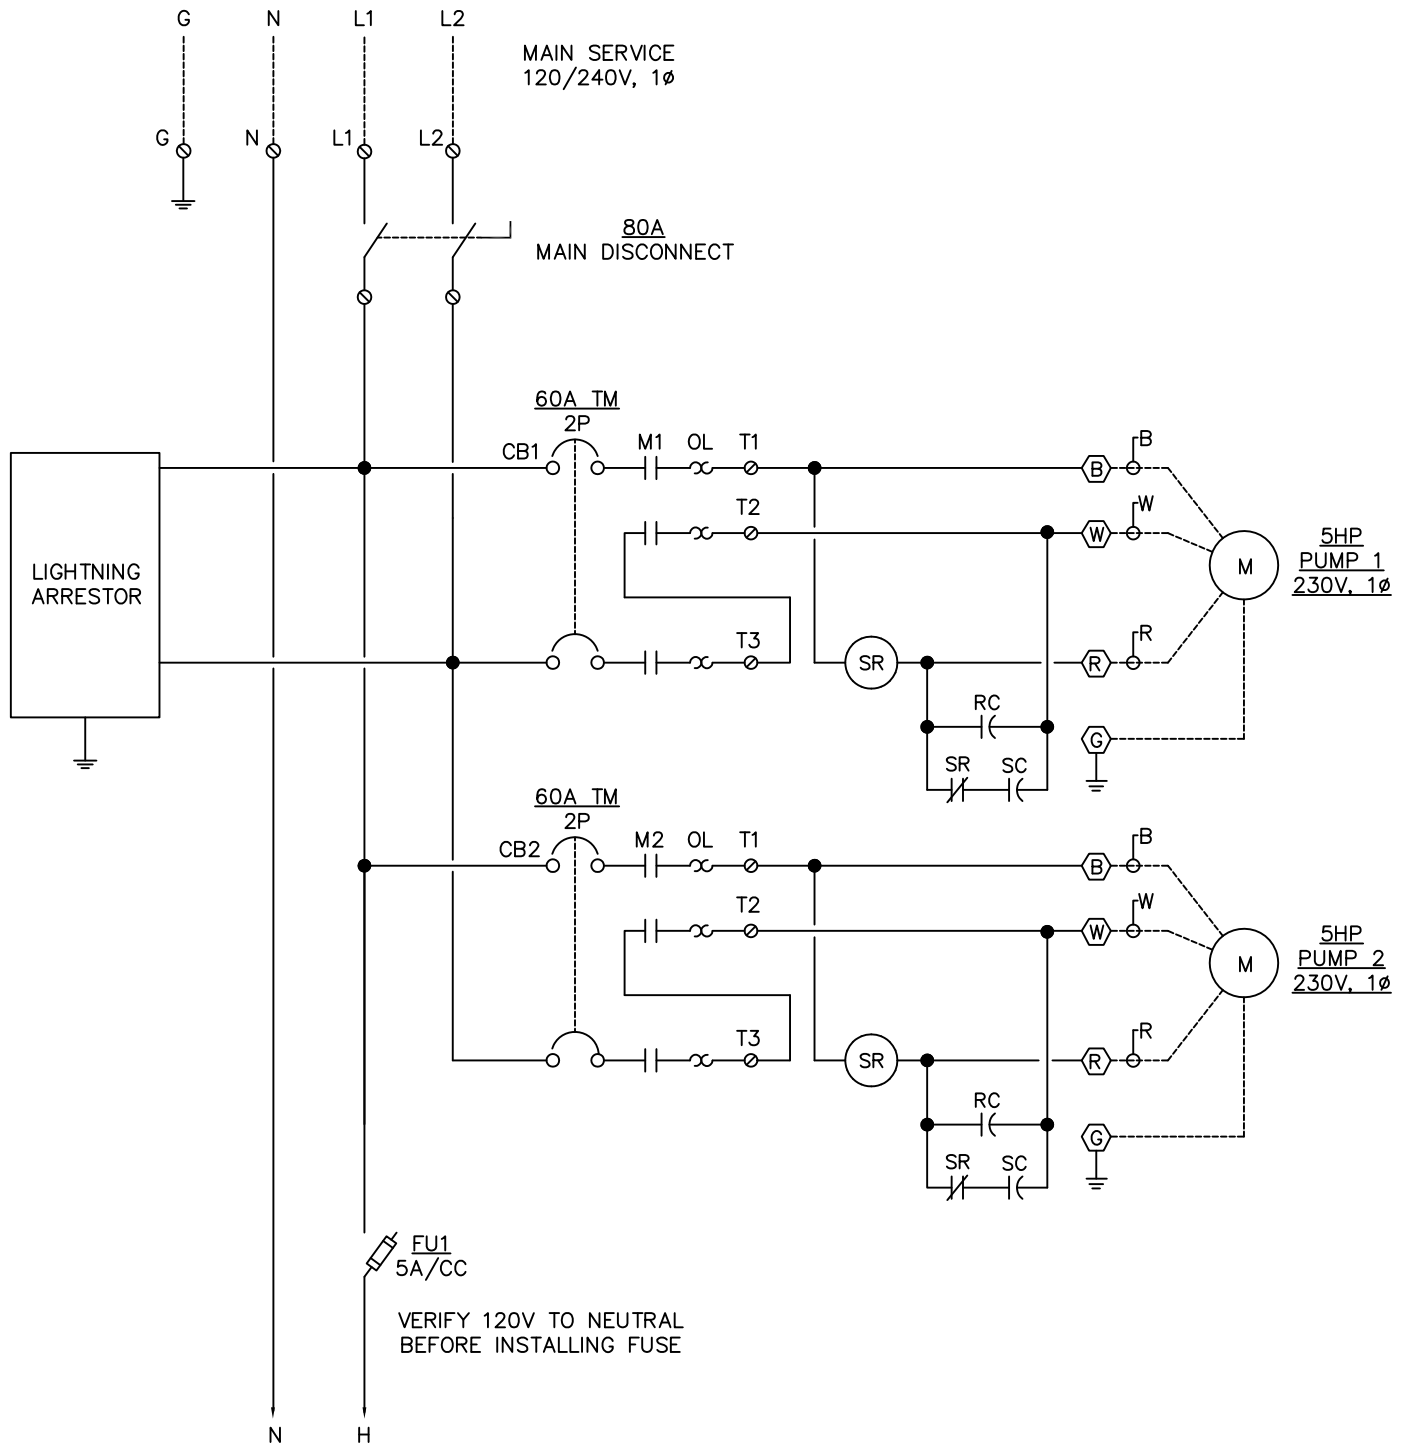 G N L1 L2
MAIN SERVICE
120/240V, 1ø
G N L1 L2
80A
MAIN DISCONNECT
60A TM
2P
CB1 M1 OL T1 B
B
T2 W
W
LIGHTNING
ARRESTOR
M
5HP
PUMP 1
230V, 1ø
T3 R
SR R
RC
G
SR SC
60A TM
2P
CB2 M2 OL T1 B
B
T2 W
W
M
5HP
PUMP 2
230V, 1ø
T3 R
SR R
RC
G
SR SC
FU1
5A/CC
VERIFY 120V TO NEUTRAL
BEFORE INSTALLING FUSE
N H